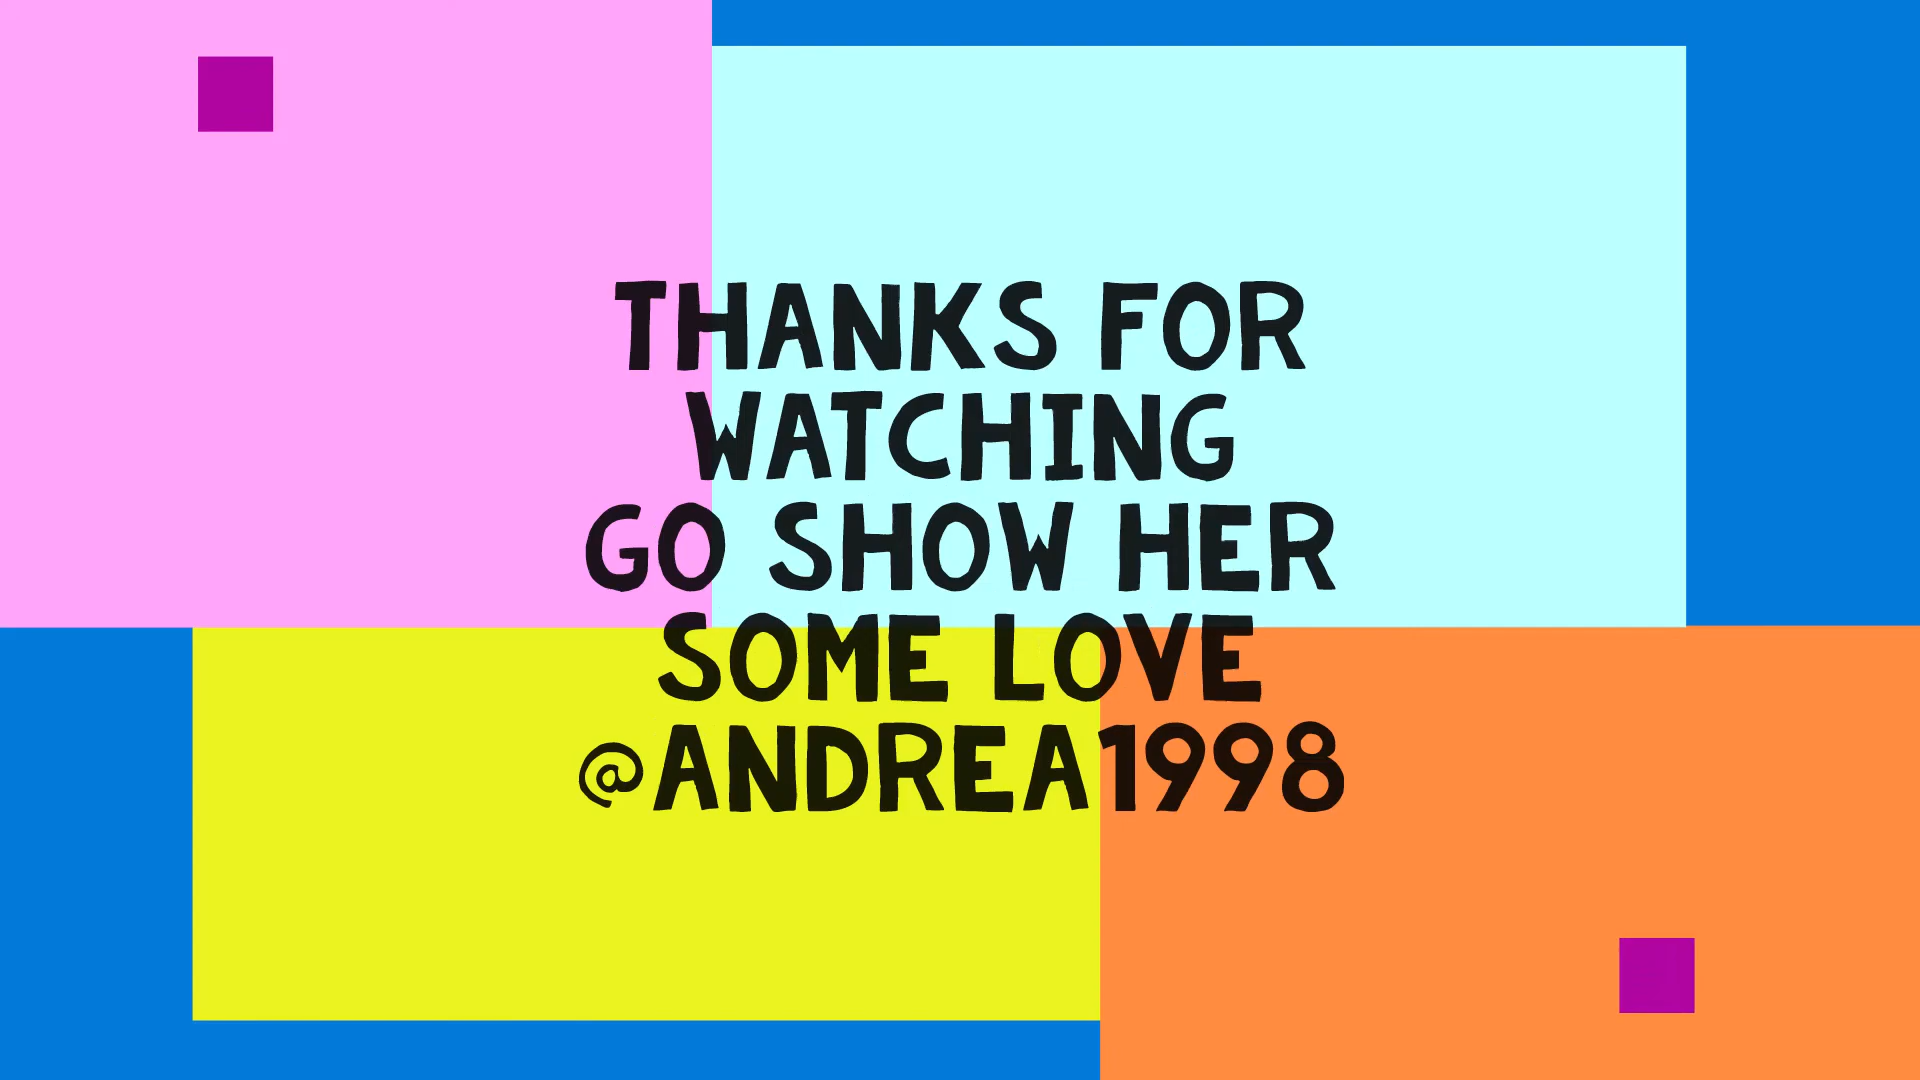 THANKS FOR
WATCHING
GO SHOW HER
SOME LOVE
@ANDREA1998